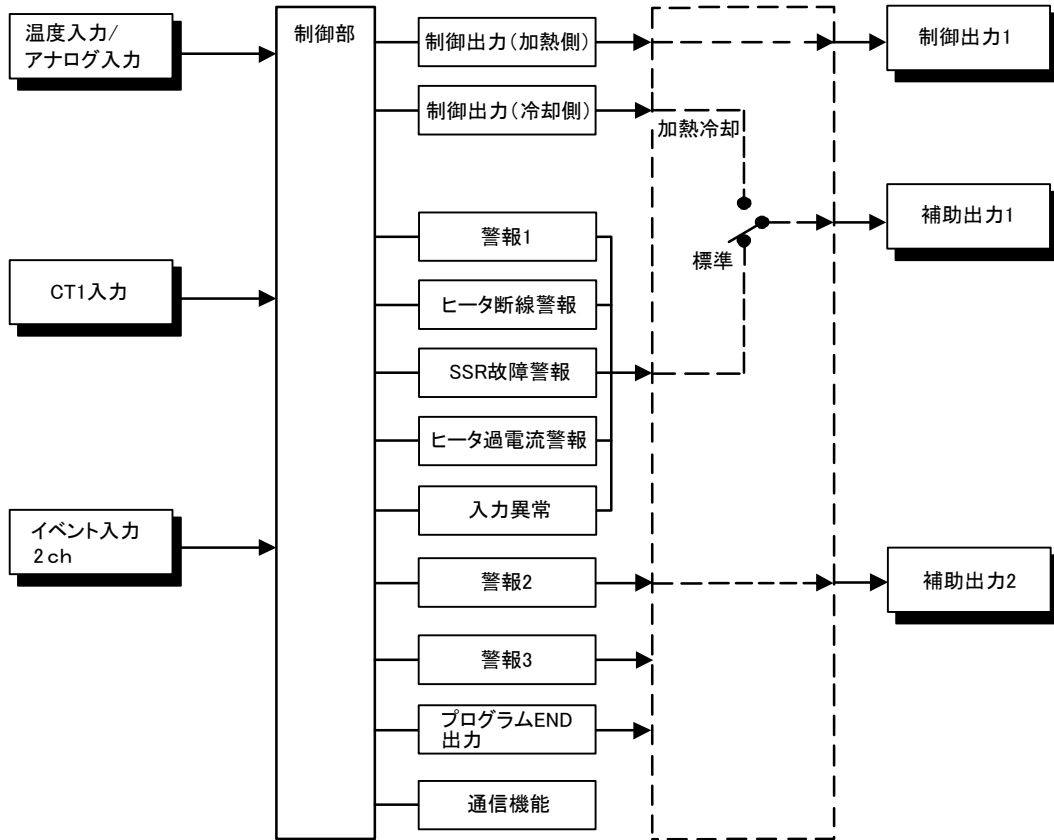 温度入力/
アナログ入力
CT1入力
イベント入力
2ch
制御部
制御出力(加熱側)
制御出力(冷却側)
警報1
ヒータ断線警報
SSR故障警報
ヒータ過電流警報
入力異常
警報2
警報3
プログラムEND
出力
通信機能
加熱冷却
標準
制御出力1
補助出力1
補助出力2